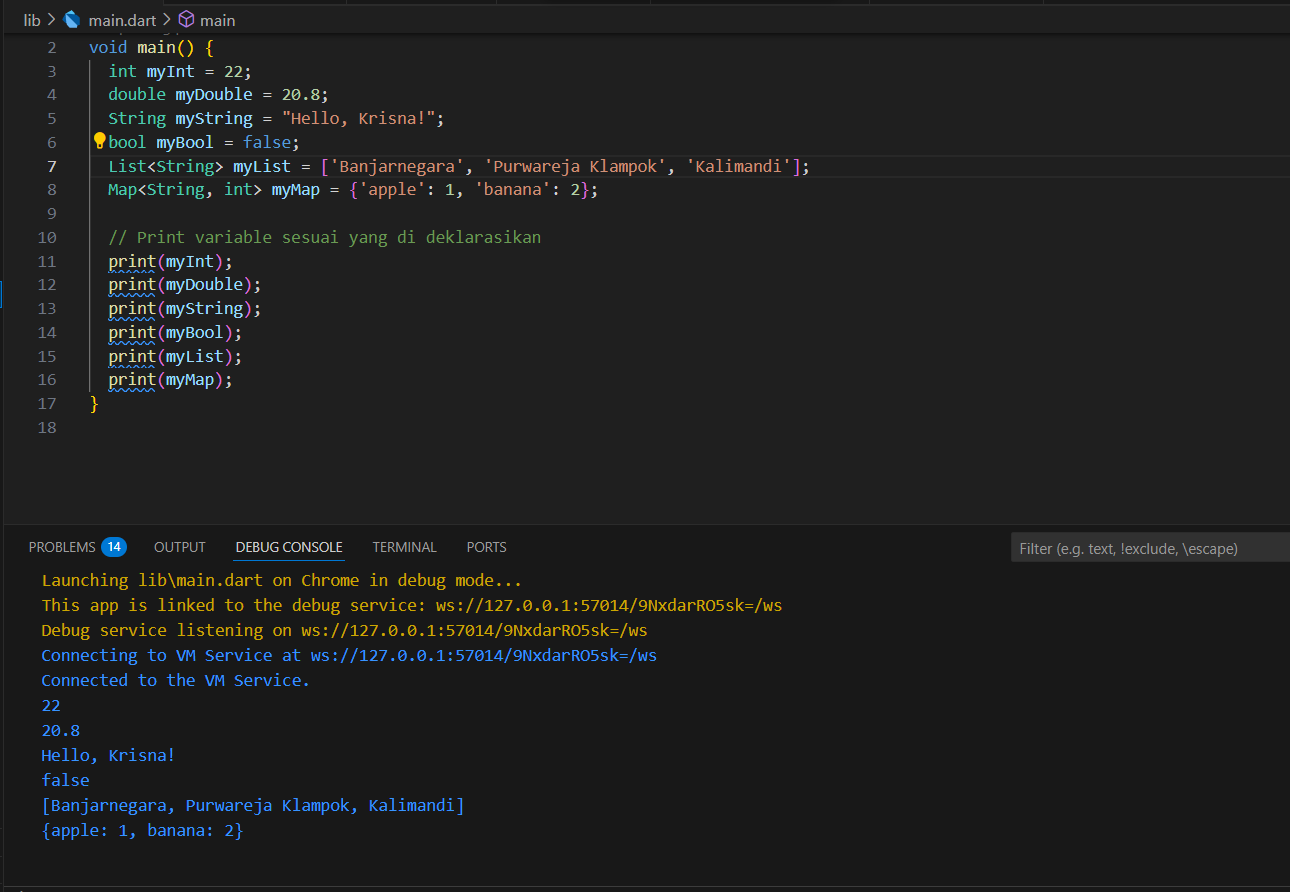 lib > main.dart > main
2 void main() {
3 int myInt = 22;
4 double myDouble = 20.8;
5 String myString = "Hello, Krisna!";
6 bool myBool = false;
7 List<String> myList = ['Banjarnegara', 'Purwareja Klampok', 'Kalimandi'];
8 Map<String, int> myMap = {'apple': 1, 'banana': 2};
9
10 // Print variable sesuai yang di deklarasikan
11 print(myInt);
12 print(myDouble);
13 print(myString);
14 print(myBool);
15 print(myList);
16 print(myMap);
17 }
18
PROBLEMS 14 OUTPUT DEBUG CONSOLE TERMINAL PORTS Filter (e.g. text, !exclude, \escape)
Launching lib\main.dart on Chrome in debug mode...
This app is linked to the debug service: ws://127.0.0.1:57014/9NxdarRO5sk=/ws
Debug service listening on ws://127.0.0.1:57014/9NxdarRO5sk=/ws
Connecting to VM Service at ws://127.0.0.1:57014/9NxdarRO5sk=/ws
Connected to the VM Service.
22
20.8
Hello, Krisna!
false
[Banjarnegara, Purwareja Klampok, Kalimandi]
{apple: 1, banana: 2}